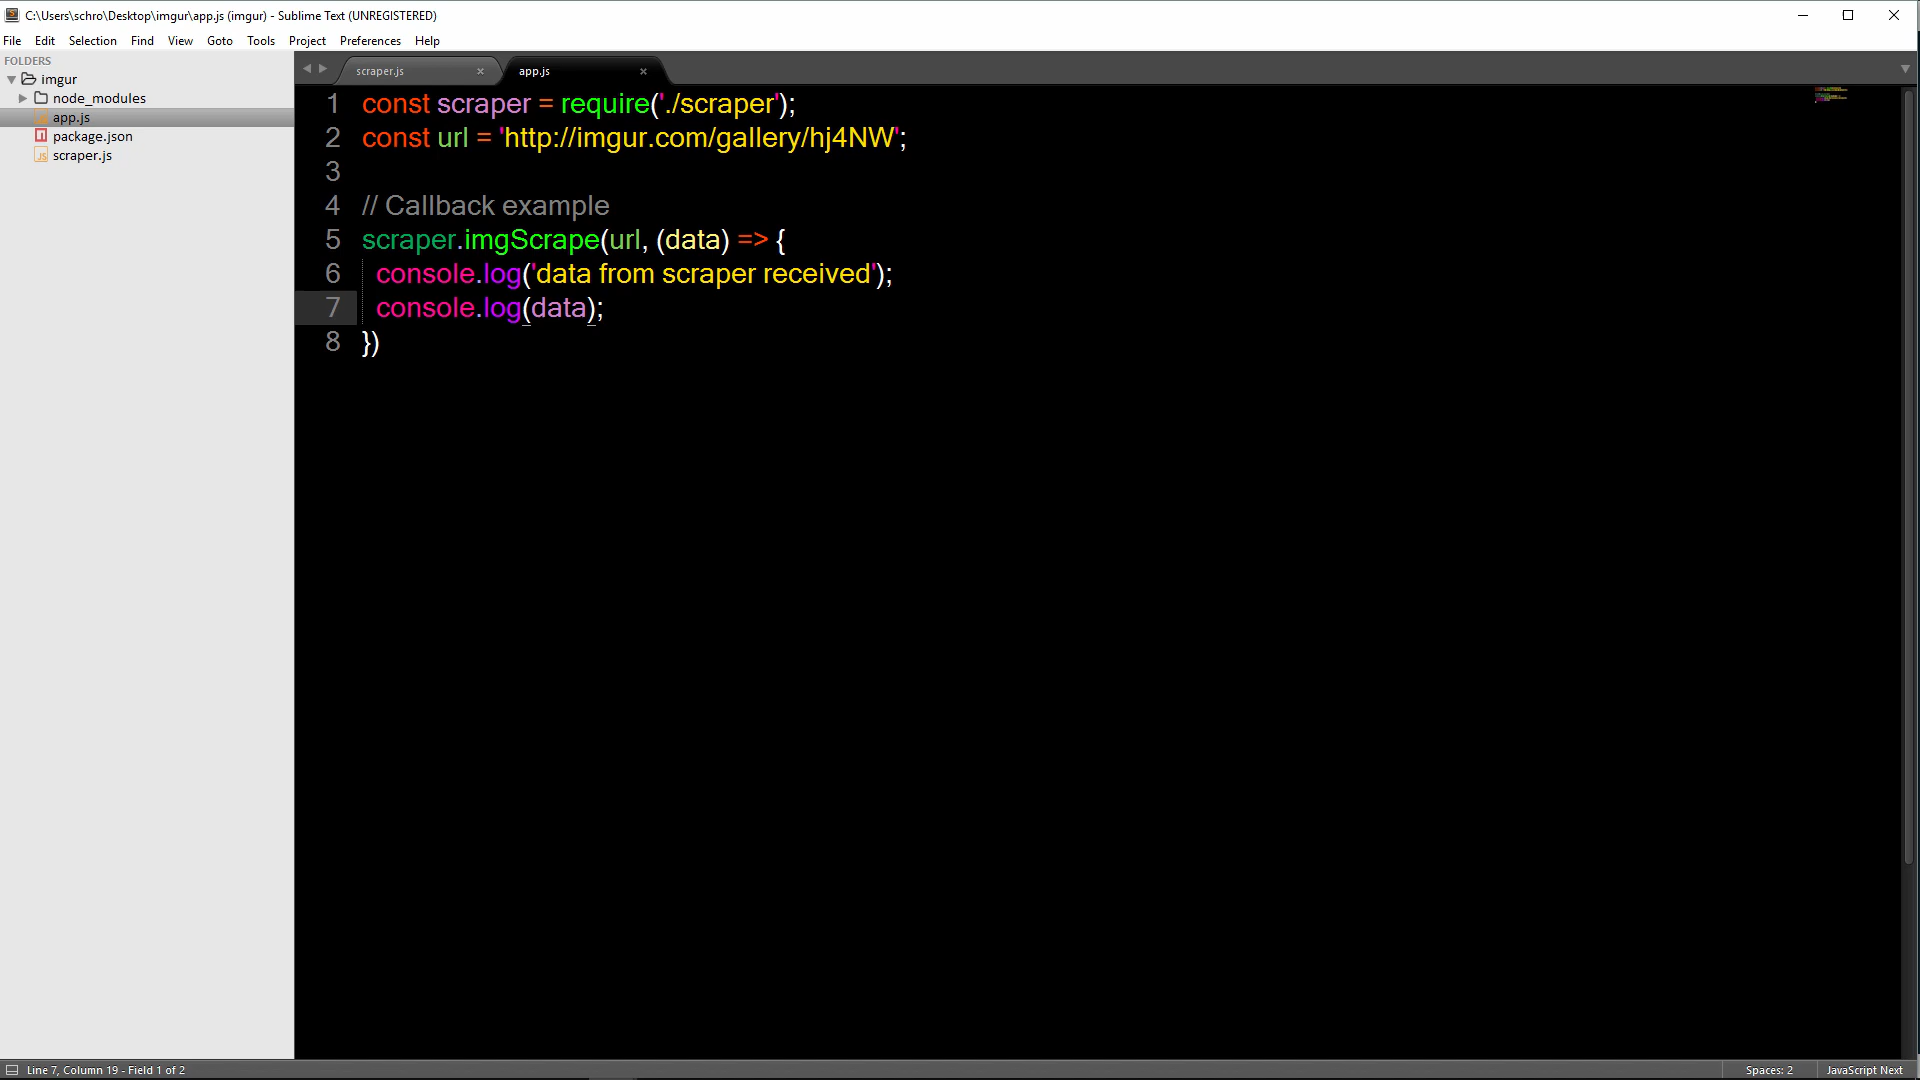 C:\Users\schro\Desktop\imgur\app.js (imgur) - Sublime Text (UNREGISTERED)
File Edit Selection Find View Goto Tools Project Preferences Help
FOLDERS
imgur
node_modules
app.js
package.json
scraper.js
scraper.js app.js
1 const scraper = require('./scraper');
2 const url = 'http://imgur.com/gallery/hj4NW';
3
4 // Callback example
5 scraper.imgScrape(url, (data) => {
6 console.log('data from scraper received');
7 console.log(data);
8 })
Line 7, Column 19 - Field 1 of 2
Spaces: 2
JavaScript Next